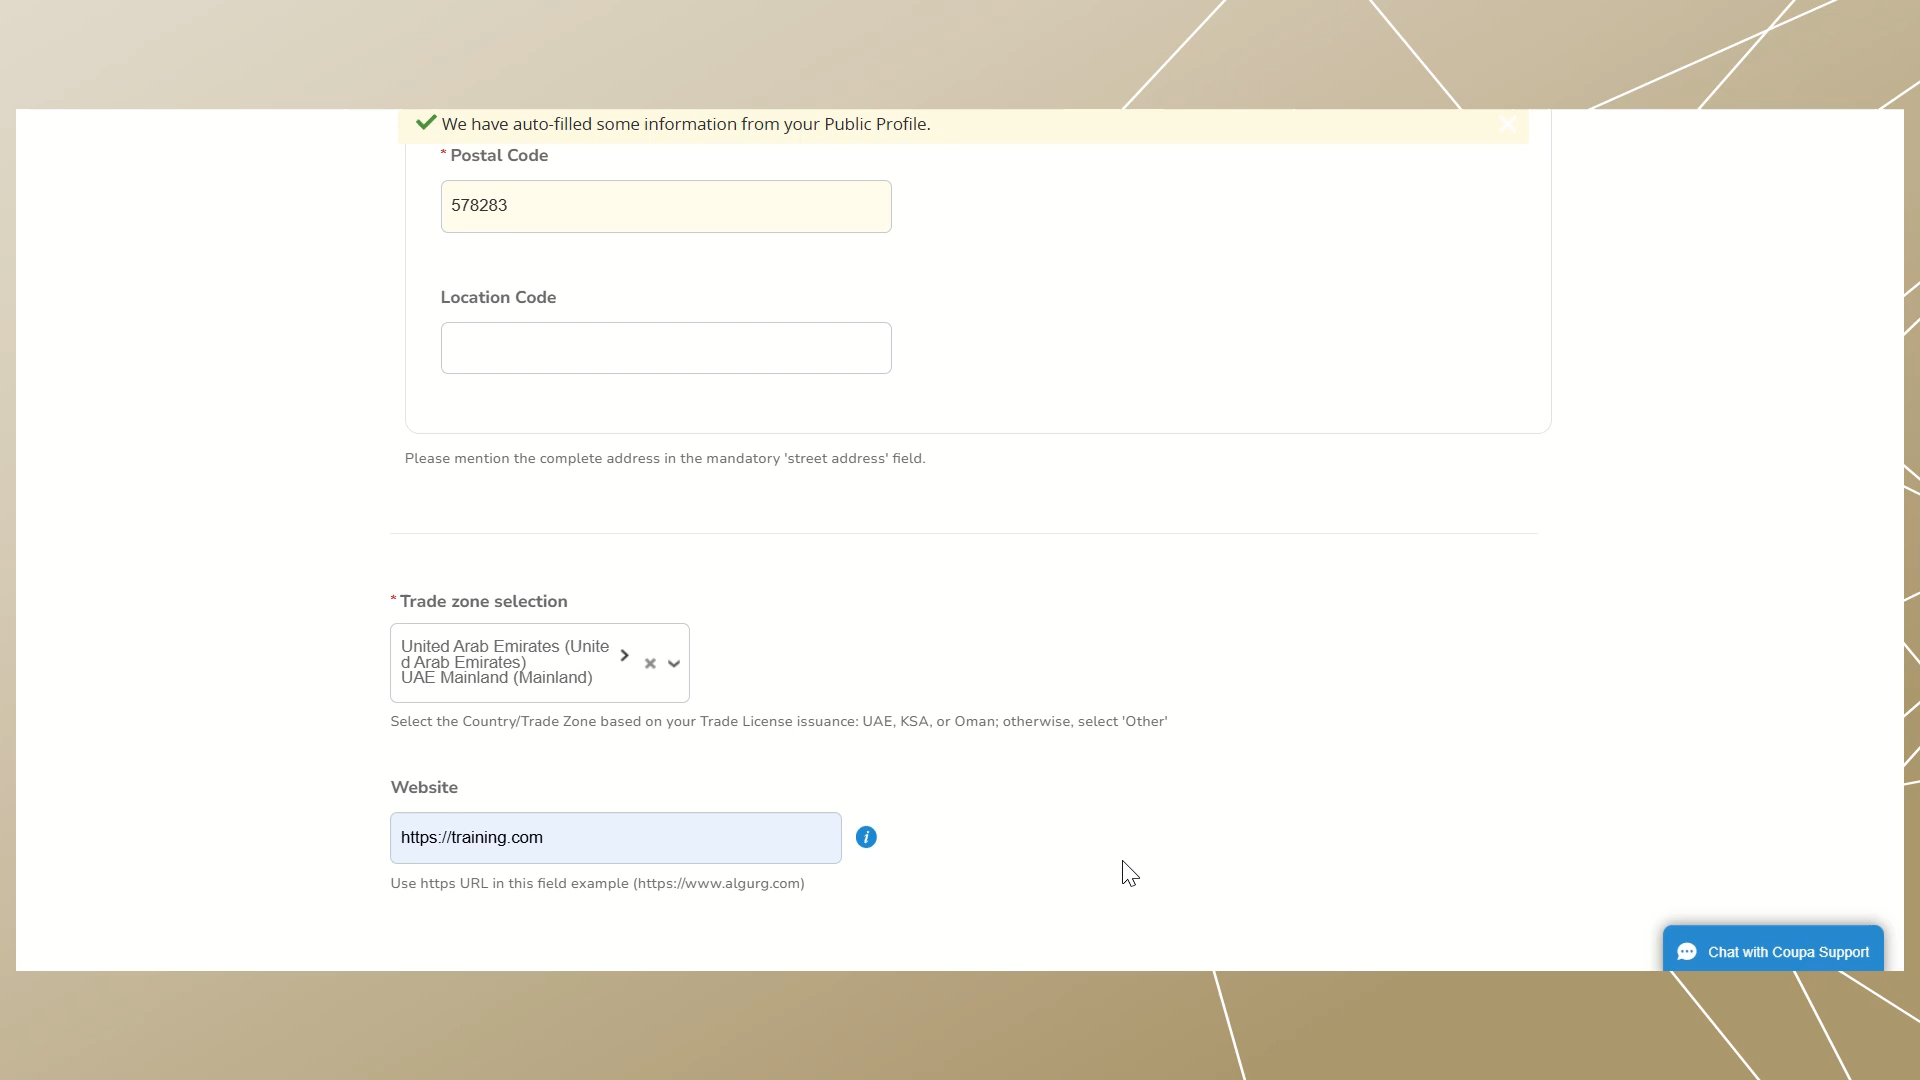 We have auto-filled some information from your Public Profile.
* Postal Code
578283
Location Code
Please mention the complete address in the mandatory 'street address' field.
* Trade zone selection
United Arab Emirates (Unite
d Arab Emirates)
UAE Mainland (Mainland)
Select the Country/Trade Zone based on your Trade License issuance: UAE, KSA, or Oman; otherwise, select 'Other'
Website
https://training.com
Use https URL in this field example (https://www.algurg.com)
Chat with Coupa Support